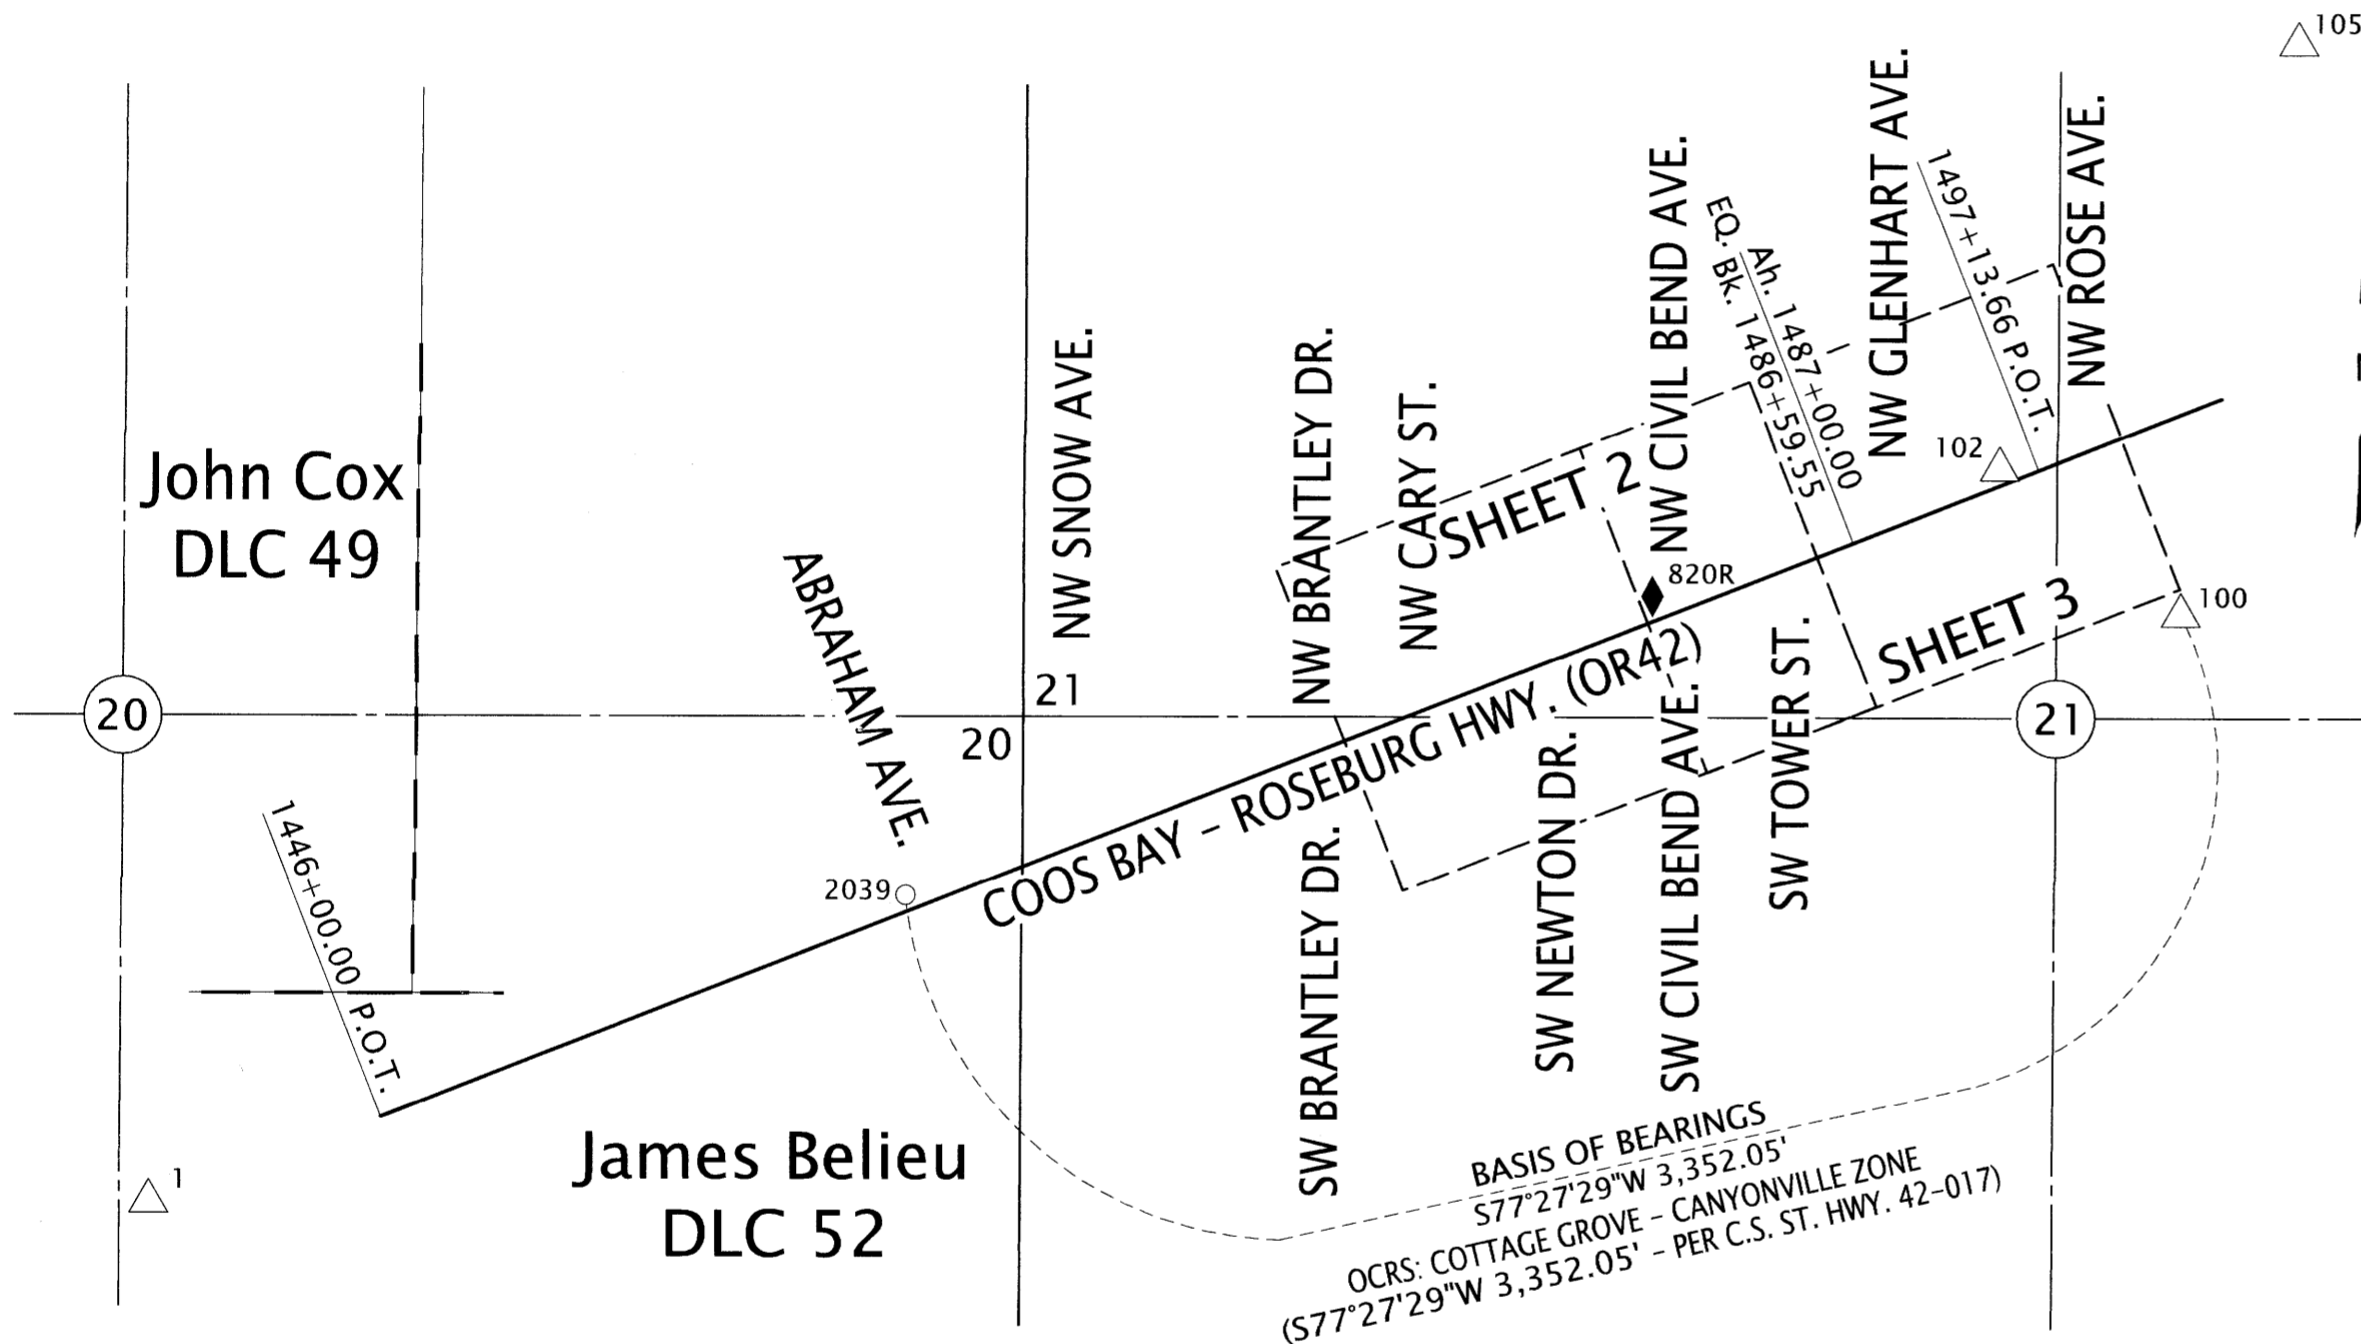 105
John Cox
DLC 49
20
1446+00.00 P.O.T.
1
ABRAHAM AVE.
2039
James Belieu
DLC 52
NW SNOW AVE.
21
20
NW BRANTLEY DR.
NW CARY ST.
SHEET 2
NW CIVIL BEND AVE.
820R
EQ. Ah. 1487+00.00
Bk. 1486+59.55
NW GLENHART AVE.
1497+13.66 P.O.T.
102
NW ROSE AVE.
100
SHEET 3
21
COOS BAY – ROSEBURG HWY. (OR42)
SW BRANTLEY DR.
SW NEWTON DR.
SW CIVIL BEND AVE.
SW TOWER ST.
BASIS OF BEARINGS
S77°27'29"W 3,352.05'
OCRS: COTTAGE GROVE – CANYONVILLE ZONE
(S77°27'29"W 3,352.05' – PER C.S. ST. HWY. 42-017)